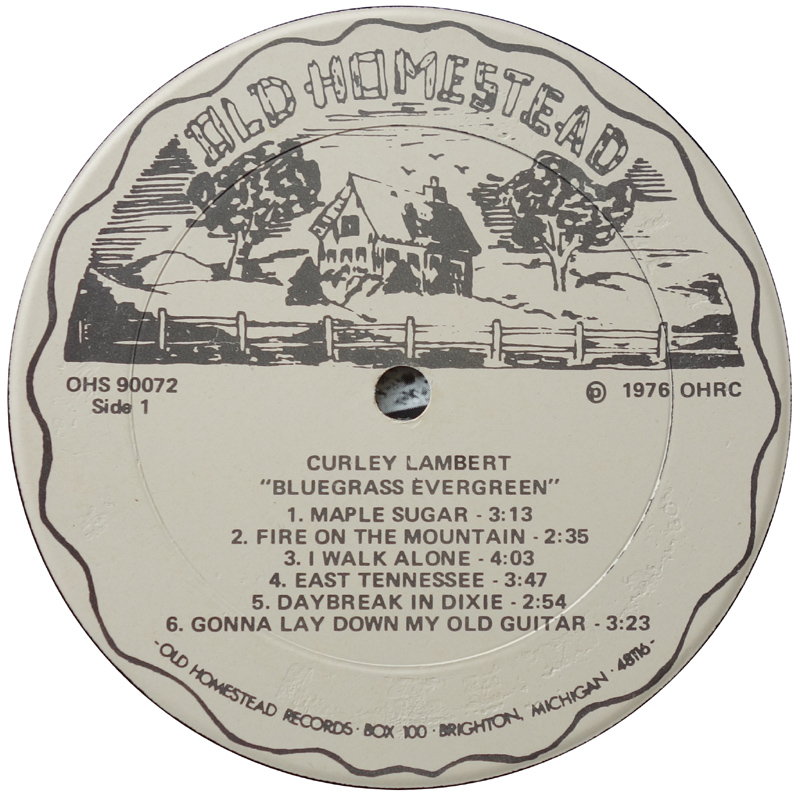 OLD HOMESTEAD
OHS 90072
Side 1
℗ 1976 OHRC
CURLEY LAMBERT
"BLUEGRASS EVERGREEN"
1. MAPLE SUGAR - 3:13
2. FIRE ON THE MOUNTAIN - 2:35
3. I WALK ALONE - 4:03
4. EAST TENNESSEE - 3:47
5. DAYBREAK IN DIXIE - 2:54
6. GONNA LAY DOWN MY OLD GUITAR - 3:23
-OLD HOMESTEAD RECORDS · BOX 100 · BRIGHTON, MICHIGAN · 48116-